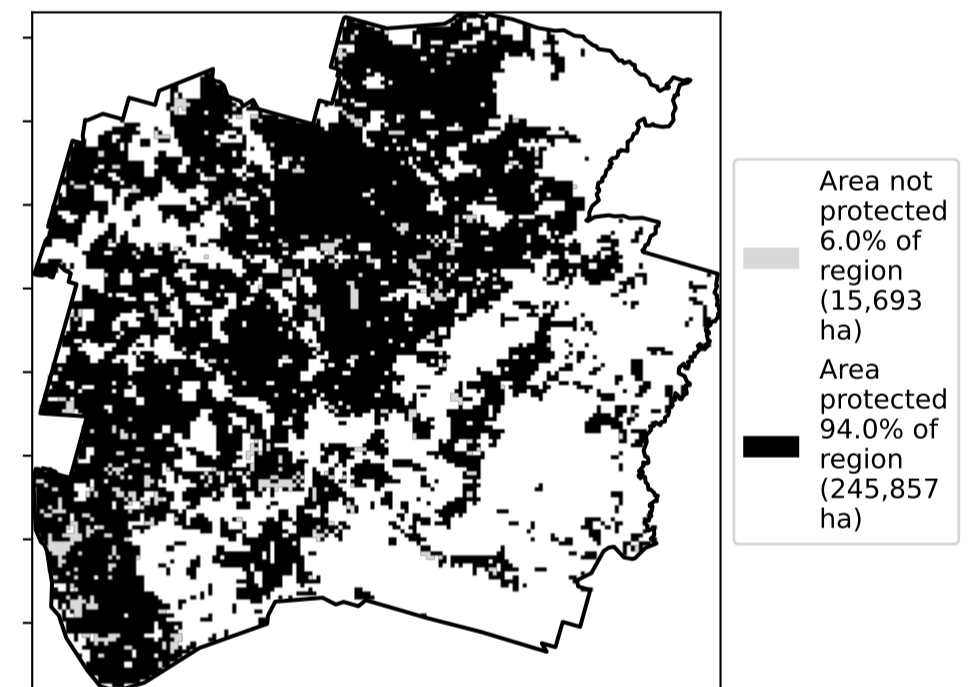 Area not
protected
6.0% of
region
(15,693
ha)
Area
protected
94.0% of
region
(245,857
ha)